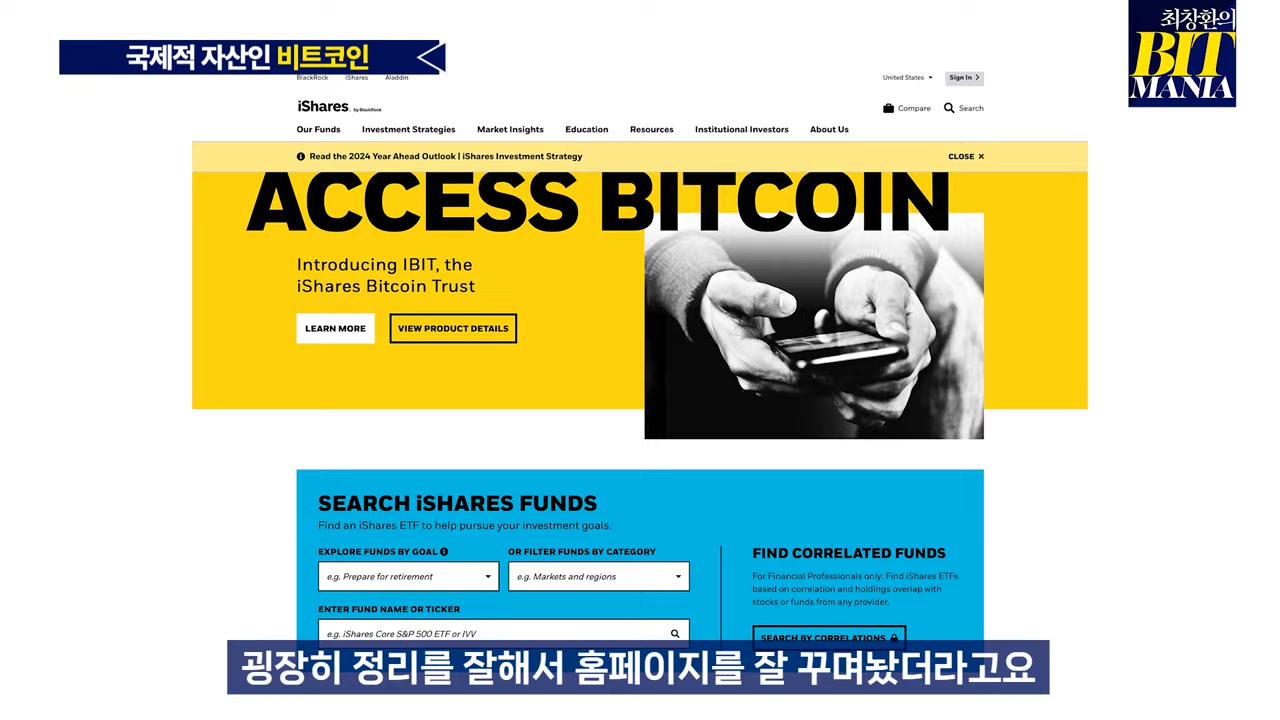 국제적 자산인 비트코인
최창환의
BIT
MANIA
BlackRock iShares Aladdin
United States Sign In
iShares by BlackRock
Compare Search
Our Funds Investment Strategies Market Insights Education Resources Institutional Investors About Us
Read the 2024 Year Ahead Outlook | iShares Investment Strategy
CLOSE ×
ACCESS BITCOIN
Introducing IBIT, the
iShares Bitcoin Trust
LEARN MORE
VIEW PRODUCT DETAILS
SEARCH iSHARES FUNDS
Find an iShares ETF to help pursue your investment goals.
EXPLORE FUNDS BY GOAL
OR FILTER FUNDS BY CATEGORY
e.g. Prepare for retirement
e.g. Markets and regions
ENTER FUND NAME OR TICKER
e.g. iShares Core S&P 500 ETF or IVV
FIND CORRELATED FUNDS
For Financial Professionals only: Find iShares ETFs
based on correlation and holdings overlap with
stocks or funds from any provider.
SEARCH BY CORRELATIONS
굉장히 정리를 잘해서 홈페이지를 잘 꾸며놨더라고요